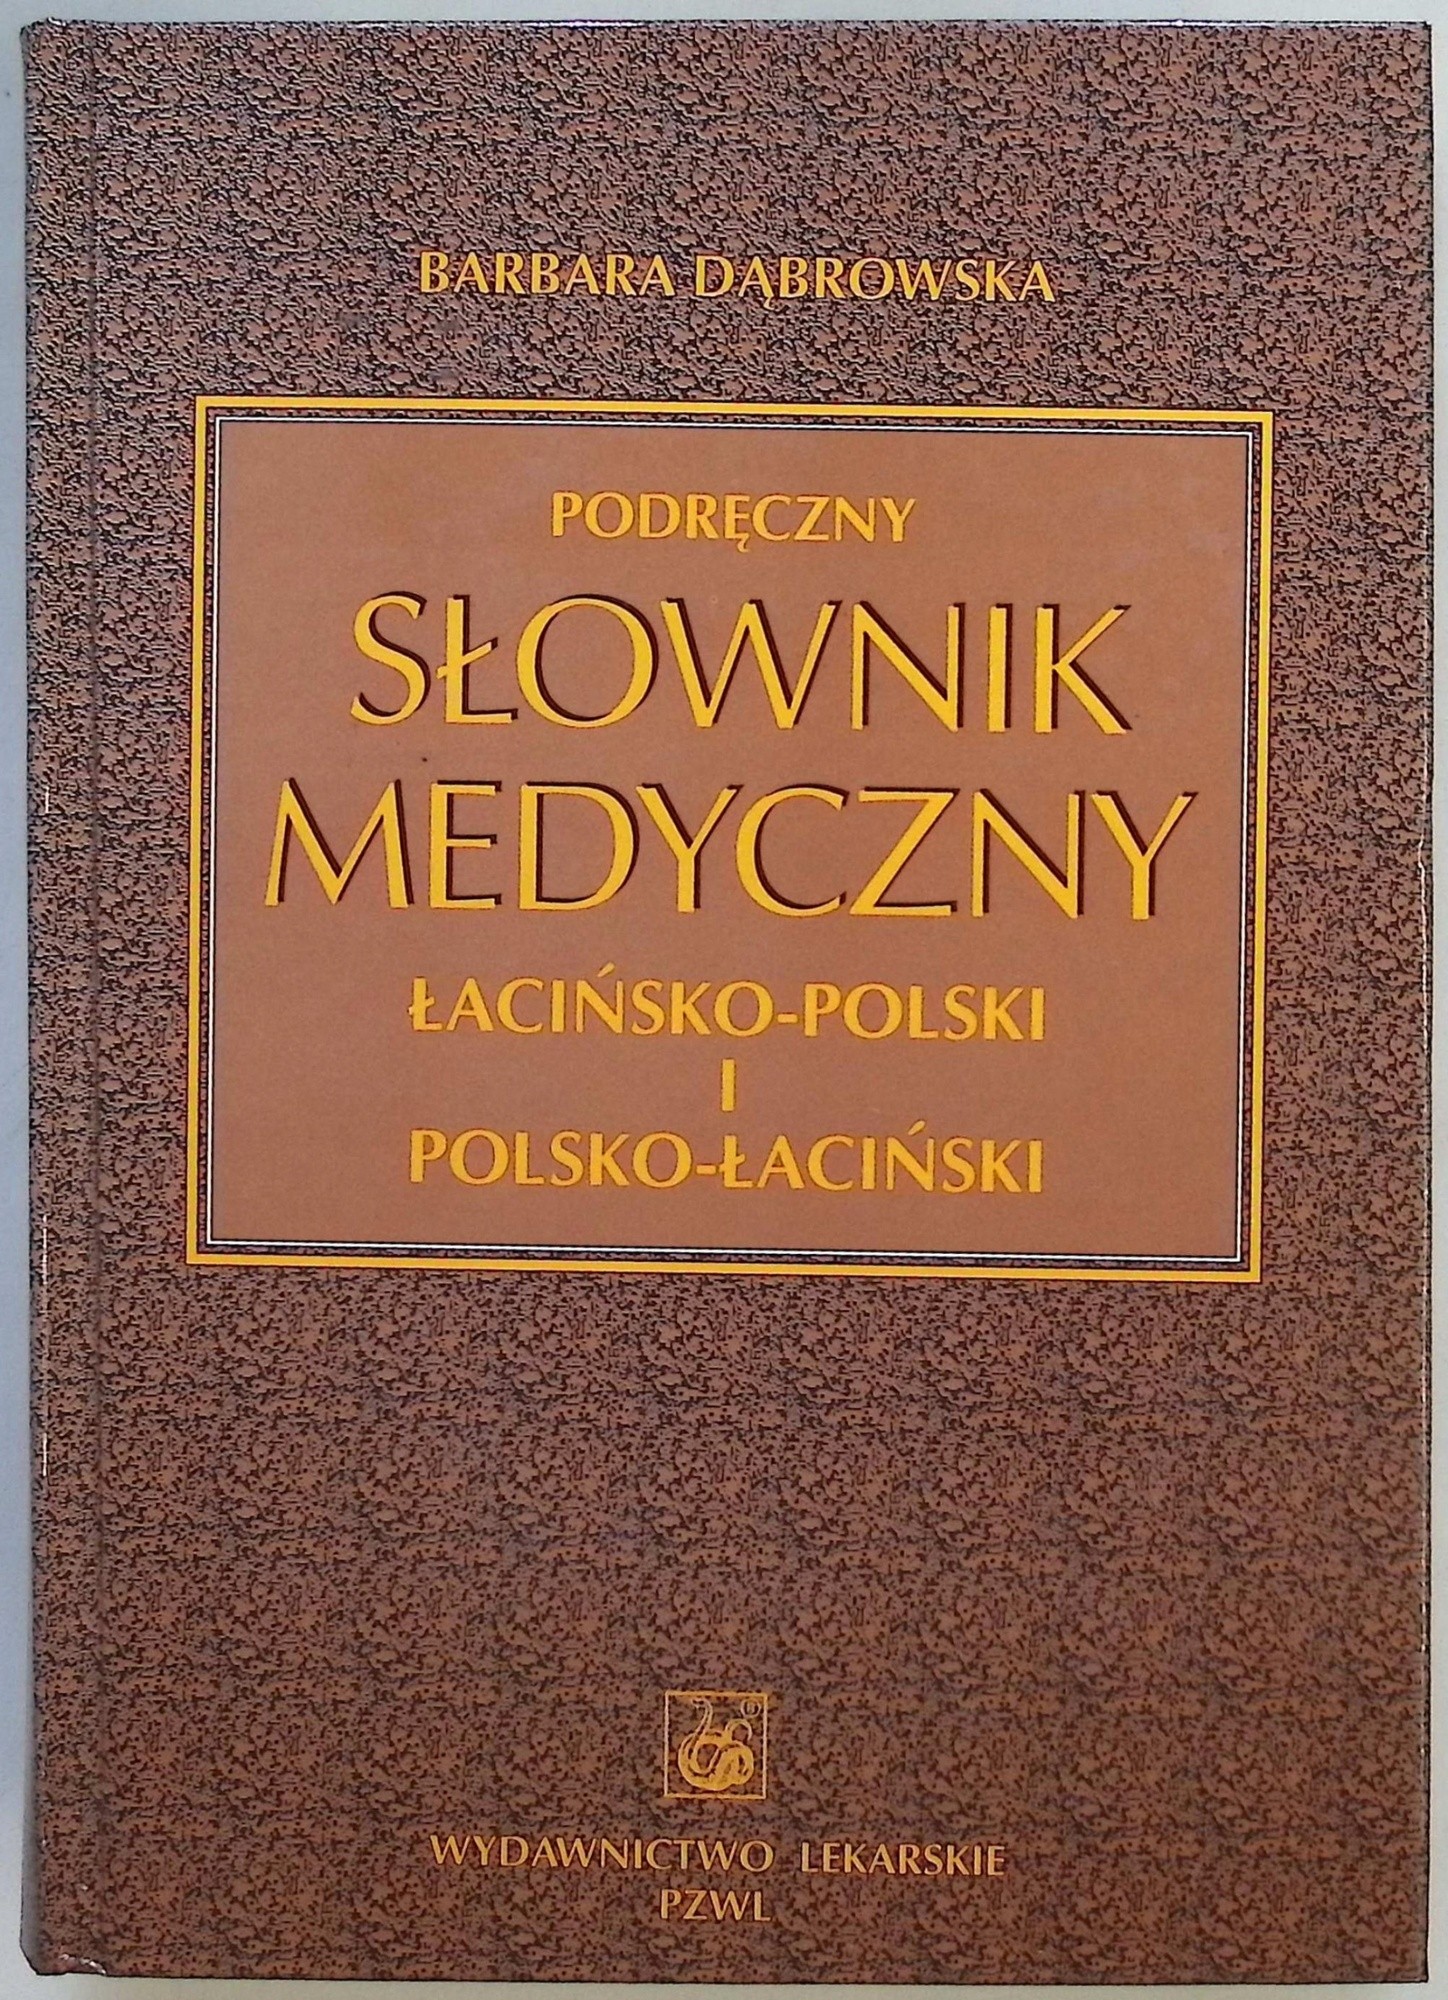 BARBARA DĄBROWSKA
PODRĘCZNY
SŁOWNIK
MEDYCZNY
ŁACIŃSKO-POLSKI
I
POLSKO-ŁACIŃSKI
®
WYDAWNICTWO LEKARSKIE
PZWL